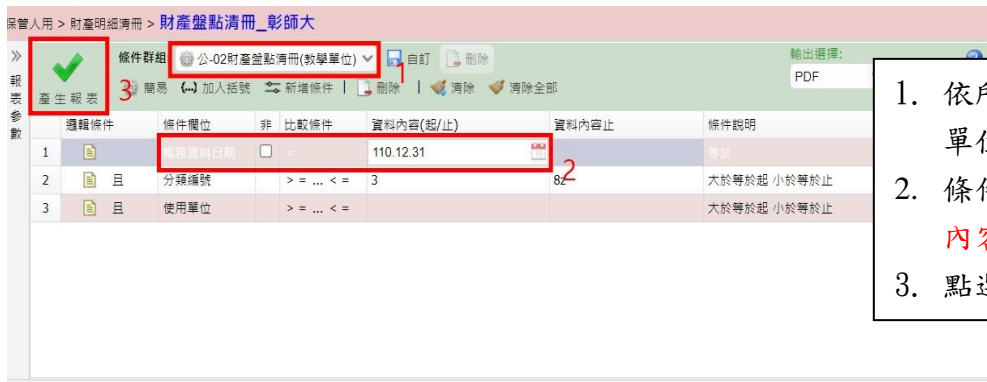 保管人用 > 財產明細清冊 > 財產盤點清冊_彰師大
條件群組 公-02財產盤點清冊(教學單位) 1 自訂 刪除 輸出選擇:
PDF
產生報表 3 簡易 (...) 加入括號 新增條件 | 刪除 | 清除 清除全部
報表參數
邏輯條件 條件欄位 非 比較條件 資料內容(起/止) 資料內容止 條件說明
1 帳務資料日期 = 110.12.31 等於
2
2 且 分類編號 > = ... < = 3 8z 大於等於起 小於等於止
3 且 使用單位 > = ... < = 大於等於起 小於等於止
1. 依
單
2. 條
內
3. 點